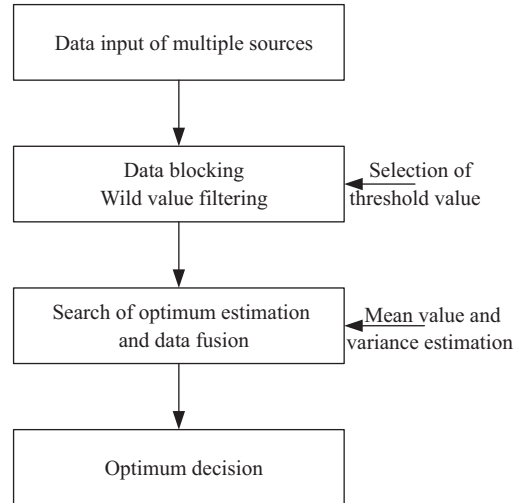 Data input of multiple sources
Data blocking
Wild value filtering
Selection of
threshold value
Search of optimum estimation
and data fusion
Mean value and
variance estimation
Optimum decision